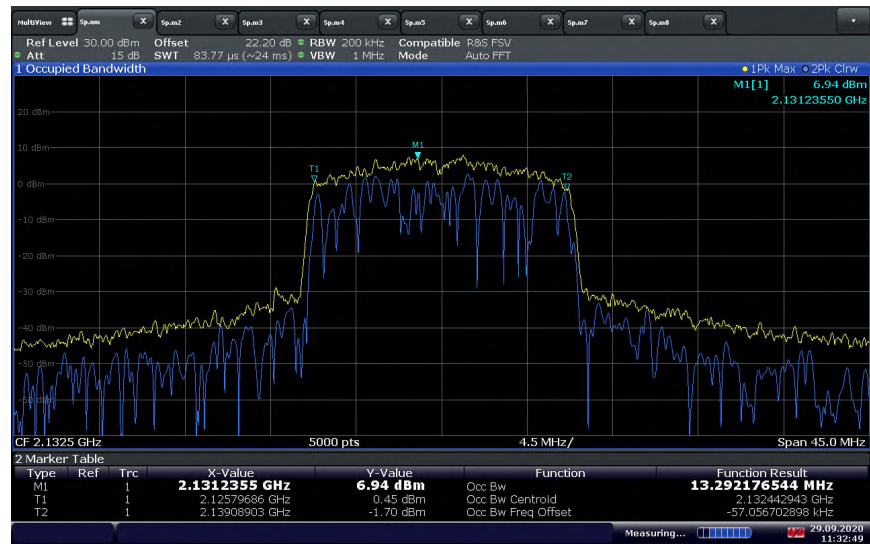 MultiView Sp.um X Sp.m2 X Sp.m3 X Sp.m4 X Sp.m5 X Sp.m6 X Sp.m7 X Sp.m8 X
Ref Level 30.00 dBm Offset 22.20 dB RBW 200 kHz Compatible R&S FSV
Att 15 dB SWT 83.77 µs (~24 ms) VBW 1 MHz Mode Auto FFT
1 Occupied Bandwidth 1Pk Max 2Pk Clrw
M1[1] 6.94 dBm
2.13123550 GHz
20 dBm
10 dBm
M1
T1
T2
0 dBm
-10 dBm
-20 dBm
-30 dBm
-40 dBm
-50 dBm
-60 dBm
CF 2.1325 GHz 5000 pts 4.5 MHz/ Span 45.0 MHz
2 Marker Table
Type Ref Trc X-Value Y-Value Function Function Result
M1 1 2.1312355 GHz 6.94 dBm Occ Bw 13.292176544 MHz
T1 1 2.12579686 GHz 0.45 dBm Occ Bw Centroid 2.132442943 GHz
T2 1 2.13908903 GHz -1.70 dBm Occ Bw Freq Offset -57.056702898 kHz
Measuring... 29.09.2020
11:32:49